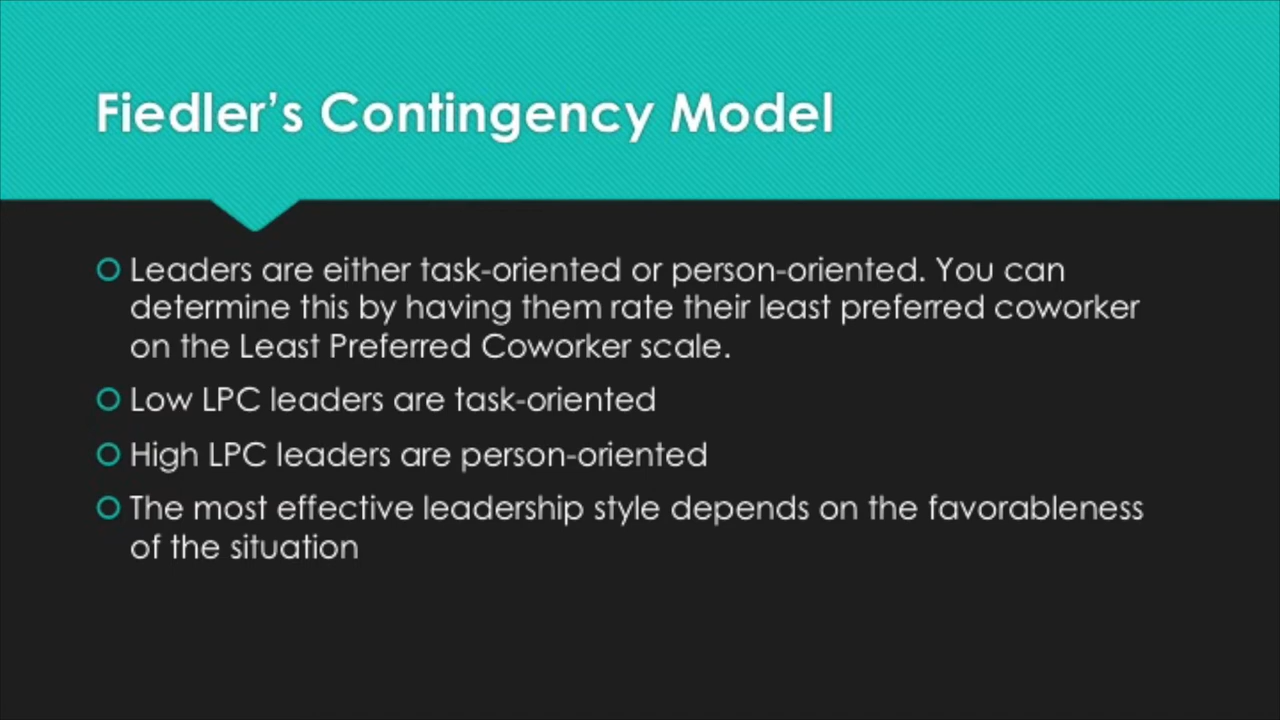 Fiedler’s Contingency Model
Leaders are either task-oriented or person-oriented. You can
determine this by having them rate their least preferred coworker
on the Least Preferred Coworker scale.
Low LPC leaders are task-oriented
High LPC leaders are person-oriented
The most effective leadership style depends on the favorableness
of the situation